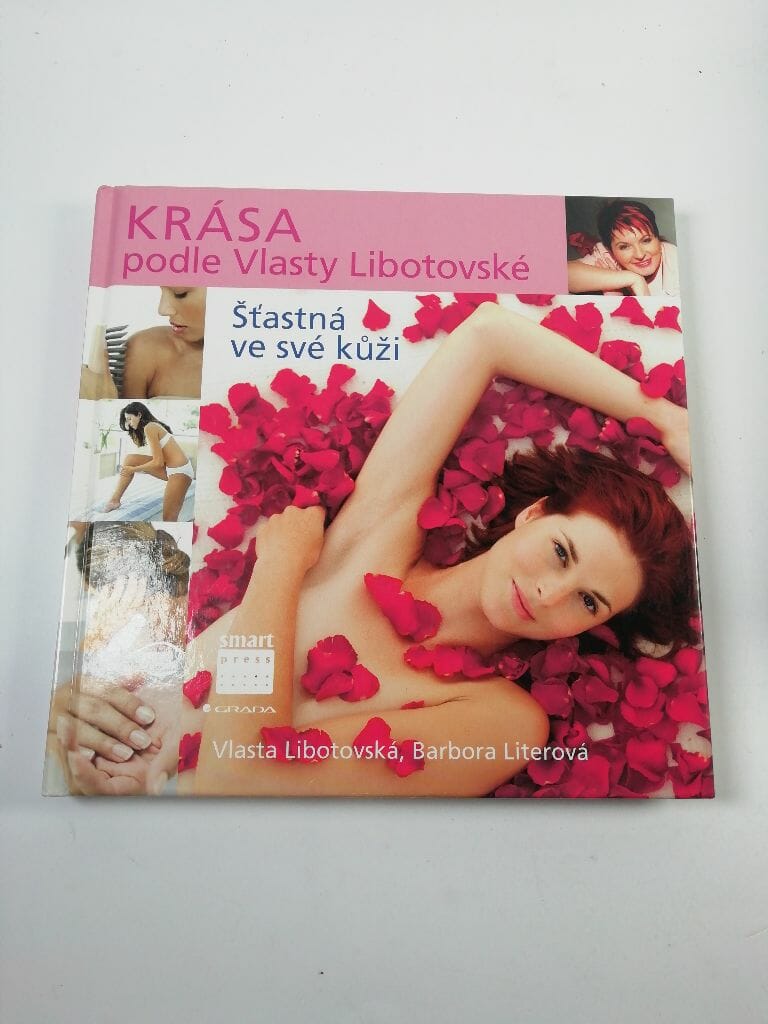 KRÁSA
podle Vlasty Libotovské
Šťastná
ve své kůži
smart
press
GRADA
Vlasta Libotovská, Barbora Literová